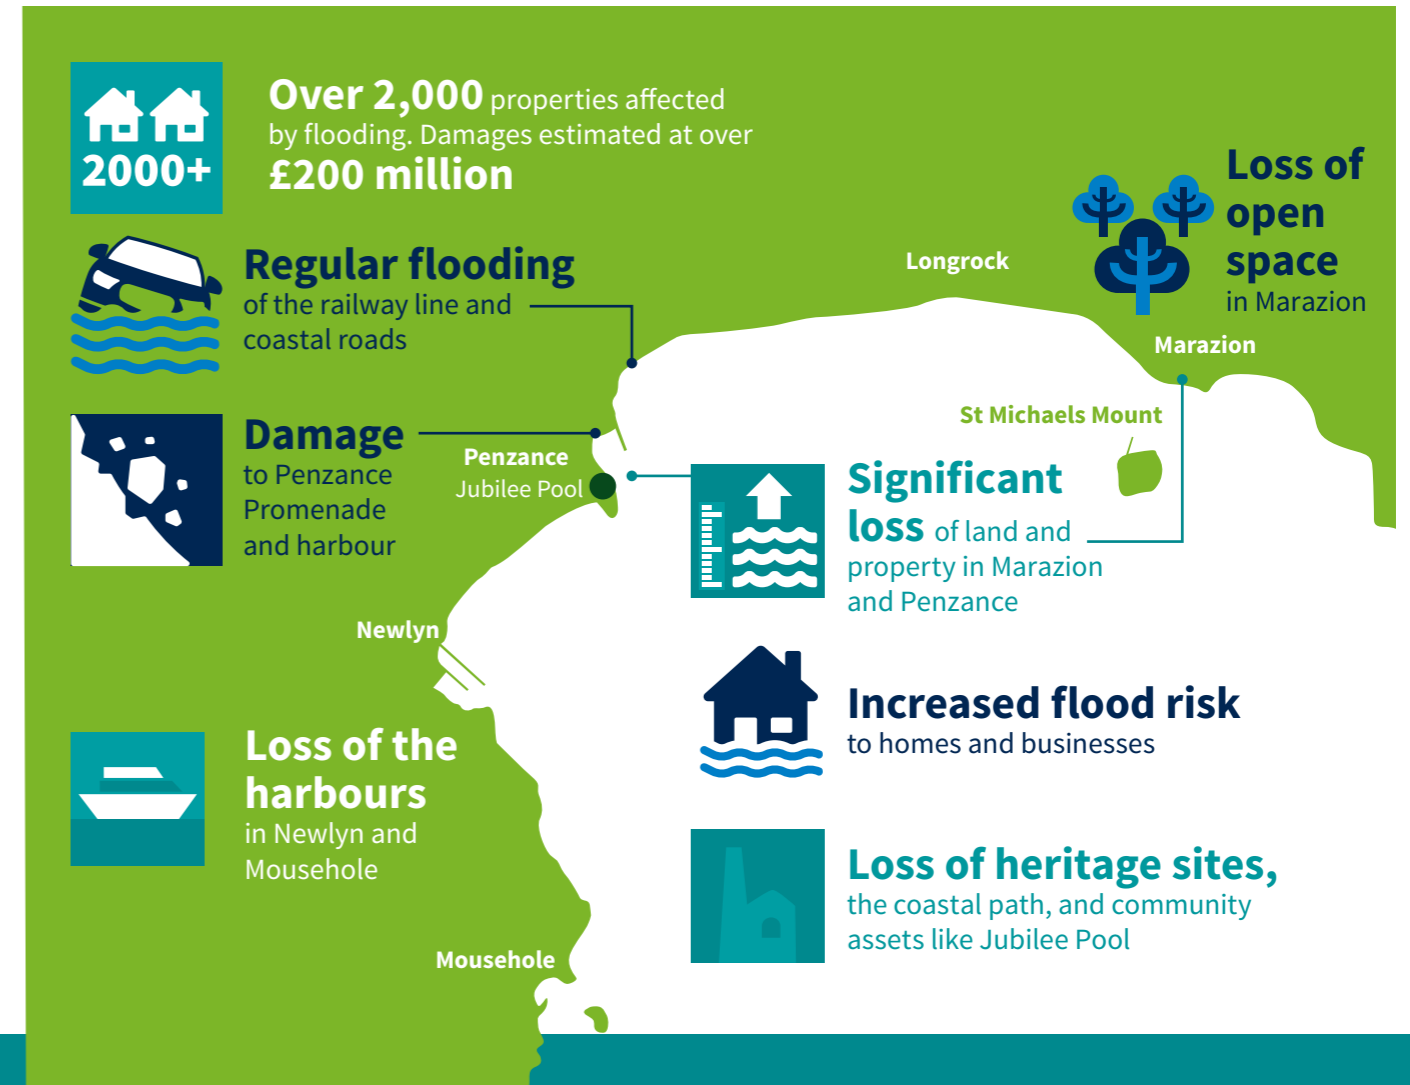 2000+
Over 2,000 properties affected
by flooding. Damages estimated at over
£200 million
Regular flooding
of the railway line and
coastal roads
Damage
to Penzance
Promenade
and harbour
Penzance
Jubilee Pool
Newlyn
Loss of the
harbours
in Newlyn and
Mousehole
Mousehole
Longrock
Loss of
open
space
in Marazion
Marazion
St Michaels Mount
Significant
loss of land and
property in Marazion
and Penzance
Increased flood risk
to homes and businesses
Loss of heritage sites,
the coastal path, and community
assets like Jubilee Pool